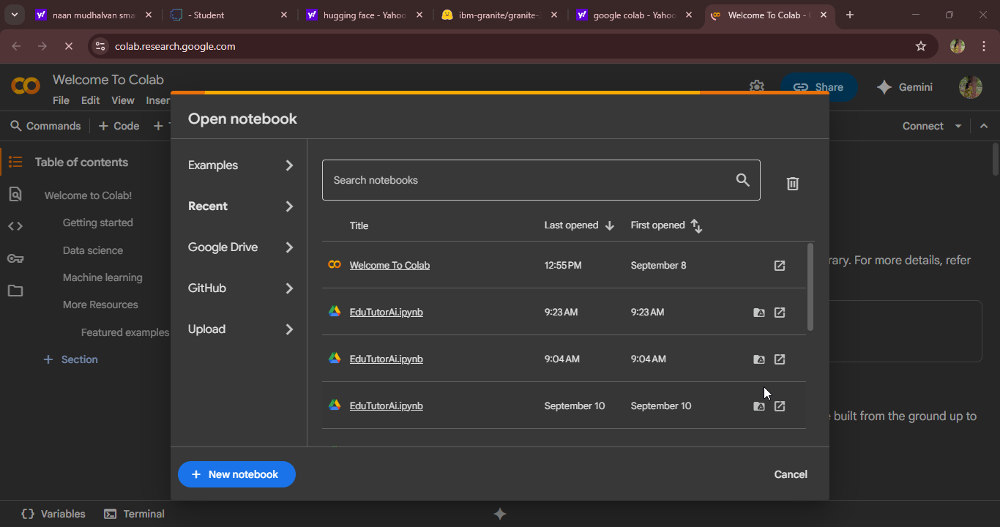 naan mudhalvan sma
- Student
hugging face - Yahoo
ibm-granite/granite-3
google colab - Yahoo
Welcome To Colab -
colab.research.google.com
Welcome To Colab
File Edit View Inser
Share
Gemini
Commands + Code +
Connect
Open notebook
Table of contents
Welcome to Colab!
Getting started
Data science
Machine learning
More Resources
Featured examples
+ Section
Examples
Recent
Google Drive
GitHub
Upload
Search notebooks
Title Last opened First opened
Welcome To Colab 12:55 PM September 8
EduTutorAi.ipynb 9:23 AM 9:23 AM
EduTutorAi.ipynb 9:04 AM 9:04 AM
EduTutorAi.ipynb September 10 September 10
rary. For more details, refer
built from the ground up to
+ New notebook
Cancel
Variables Terminal